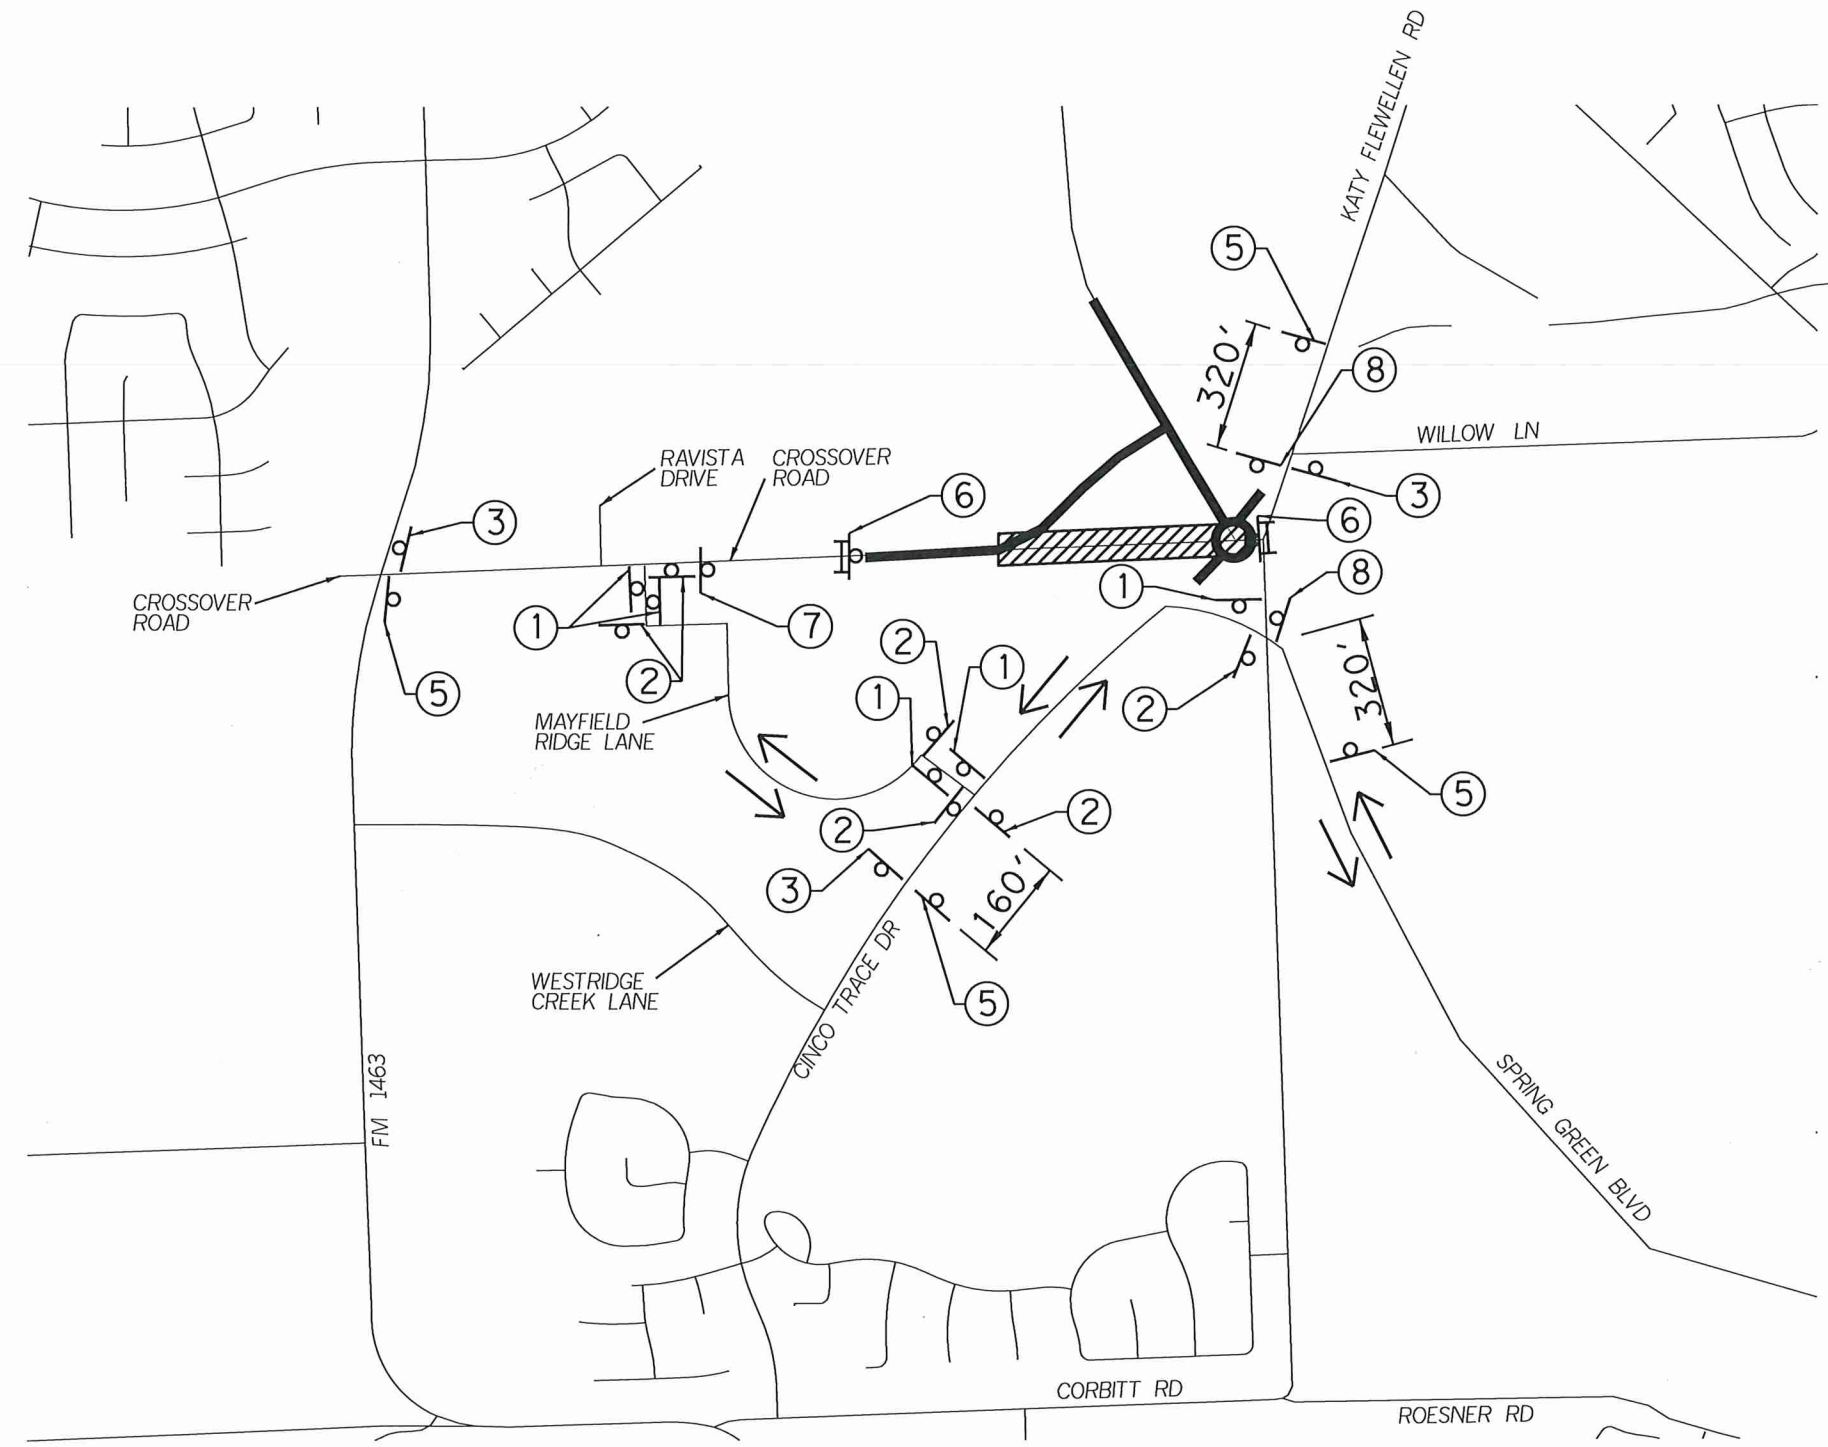 KATY FLEWELLEN RD
5
320'
8
WILLOW LN
RAVISTA
DRIVE
CROSSOVER
ROAD
6
3
3
6
8
1
CROSSOVER
ROAD
1
7
2
5
2
1
1
2
320'
MAYFIELD
RIDGE LANE
5
2
2
3
160'
5
CINCO TRACE DR
WESTRIDGE
CREEK LANE
FM 1463
SPRING GREEN BLVD
CORBITT RD
ROESNER RD